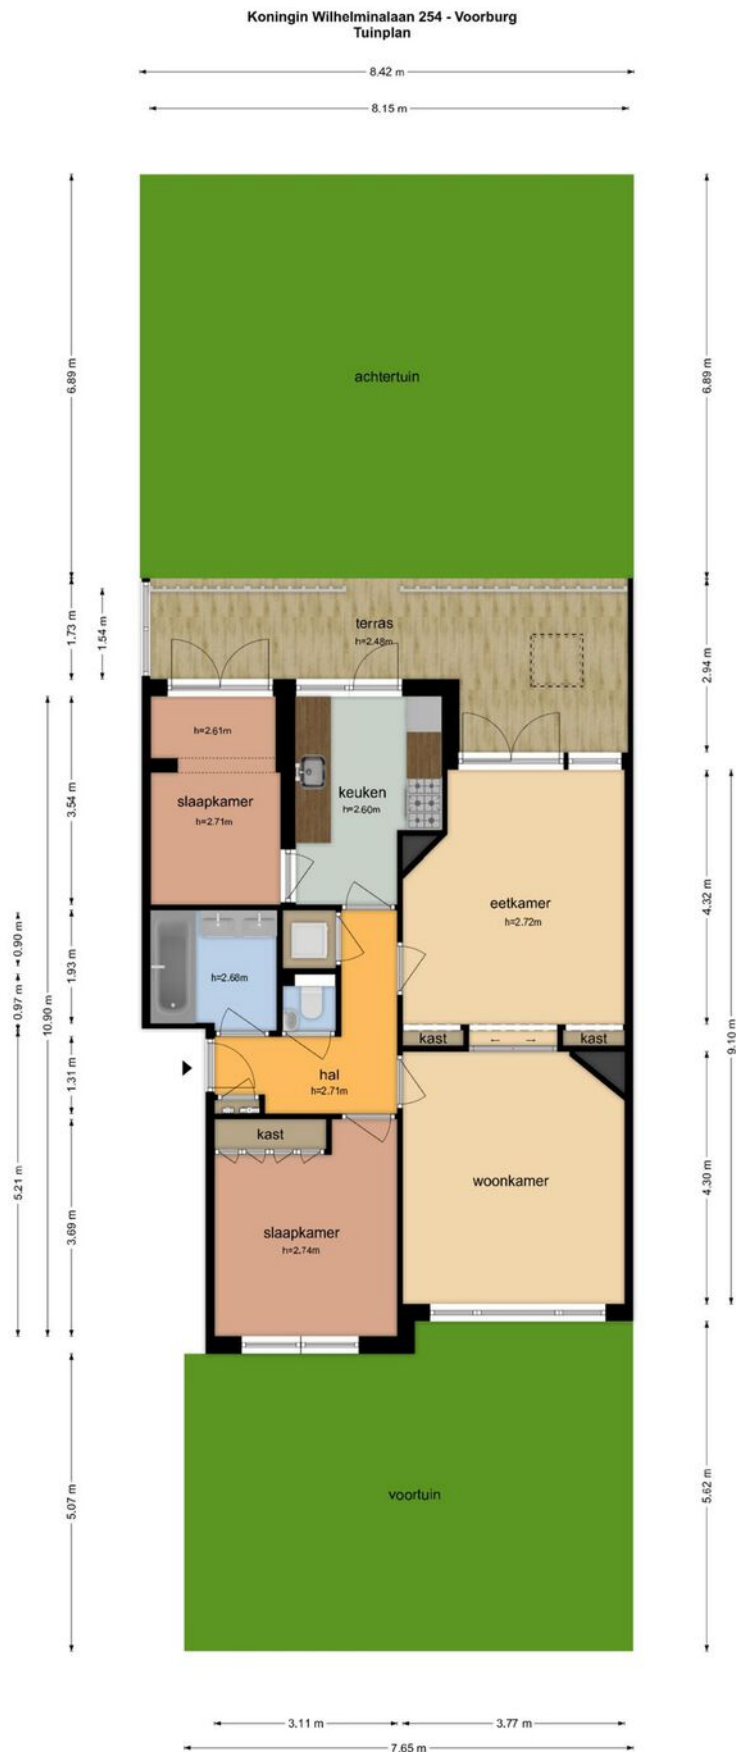 Koningin Wilhelminalaan 254 - Voorburg
Tuinplan
8.42 m
8.15 m
6.89 m
6.89 m
achtertuin
1.73 m
1.54 m
terras
h=2.48m
2.94 m
h=2.61m
slaapkamer
h=2.71m
keuken
h=2.60m
3.54 m
eetkamer
h=2.72m
4.32 m
0.90 m
0.97 m
1.93 m
10.90 m
h=2.68m
kast
kast
9.10 m
hal
h=2.71m
1.31 m
kast
5.21 m
3.69 m
slaapkamer
h=2.74m
woonkamer
4.30 m
voortuin
5.07 m
5.62 m
3.11 m
3.77 m
7.65 m